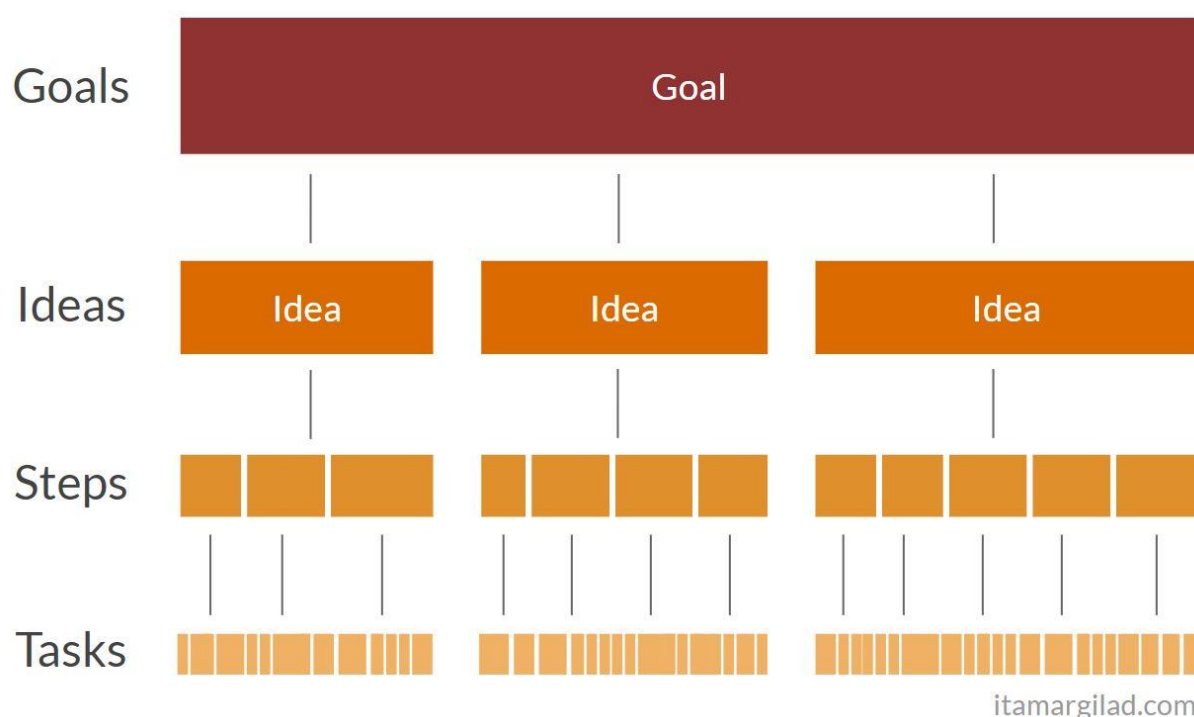 Goals
Goal
Ideas
Idea
Idea
Idea
Steps
Tasks
itamargilad.com